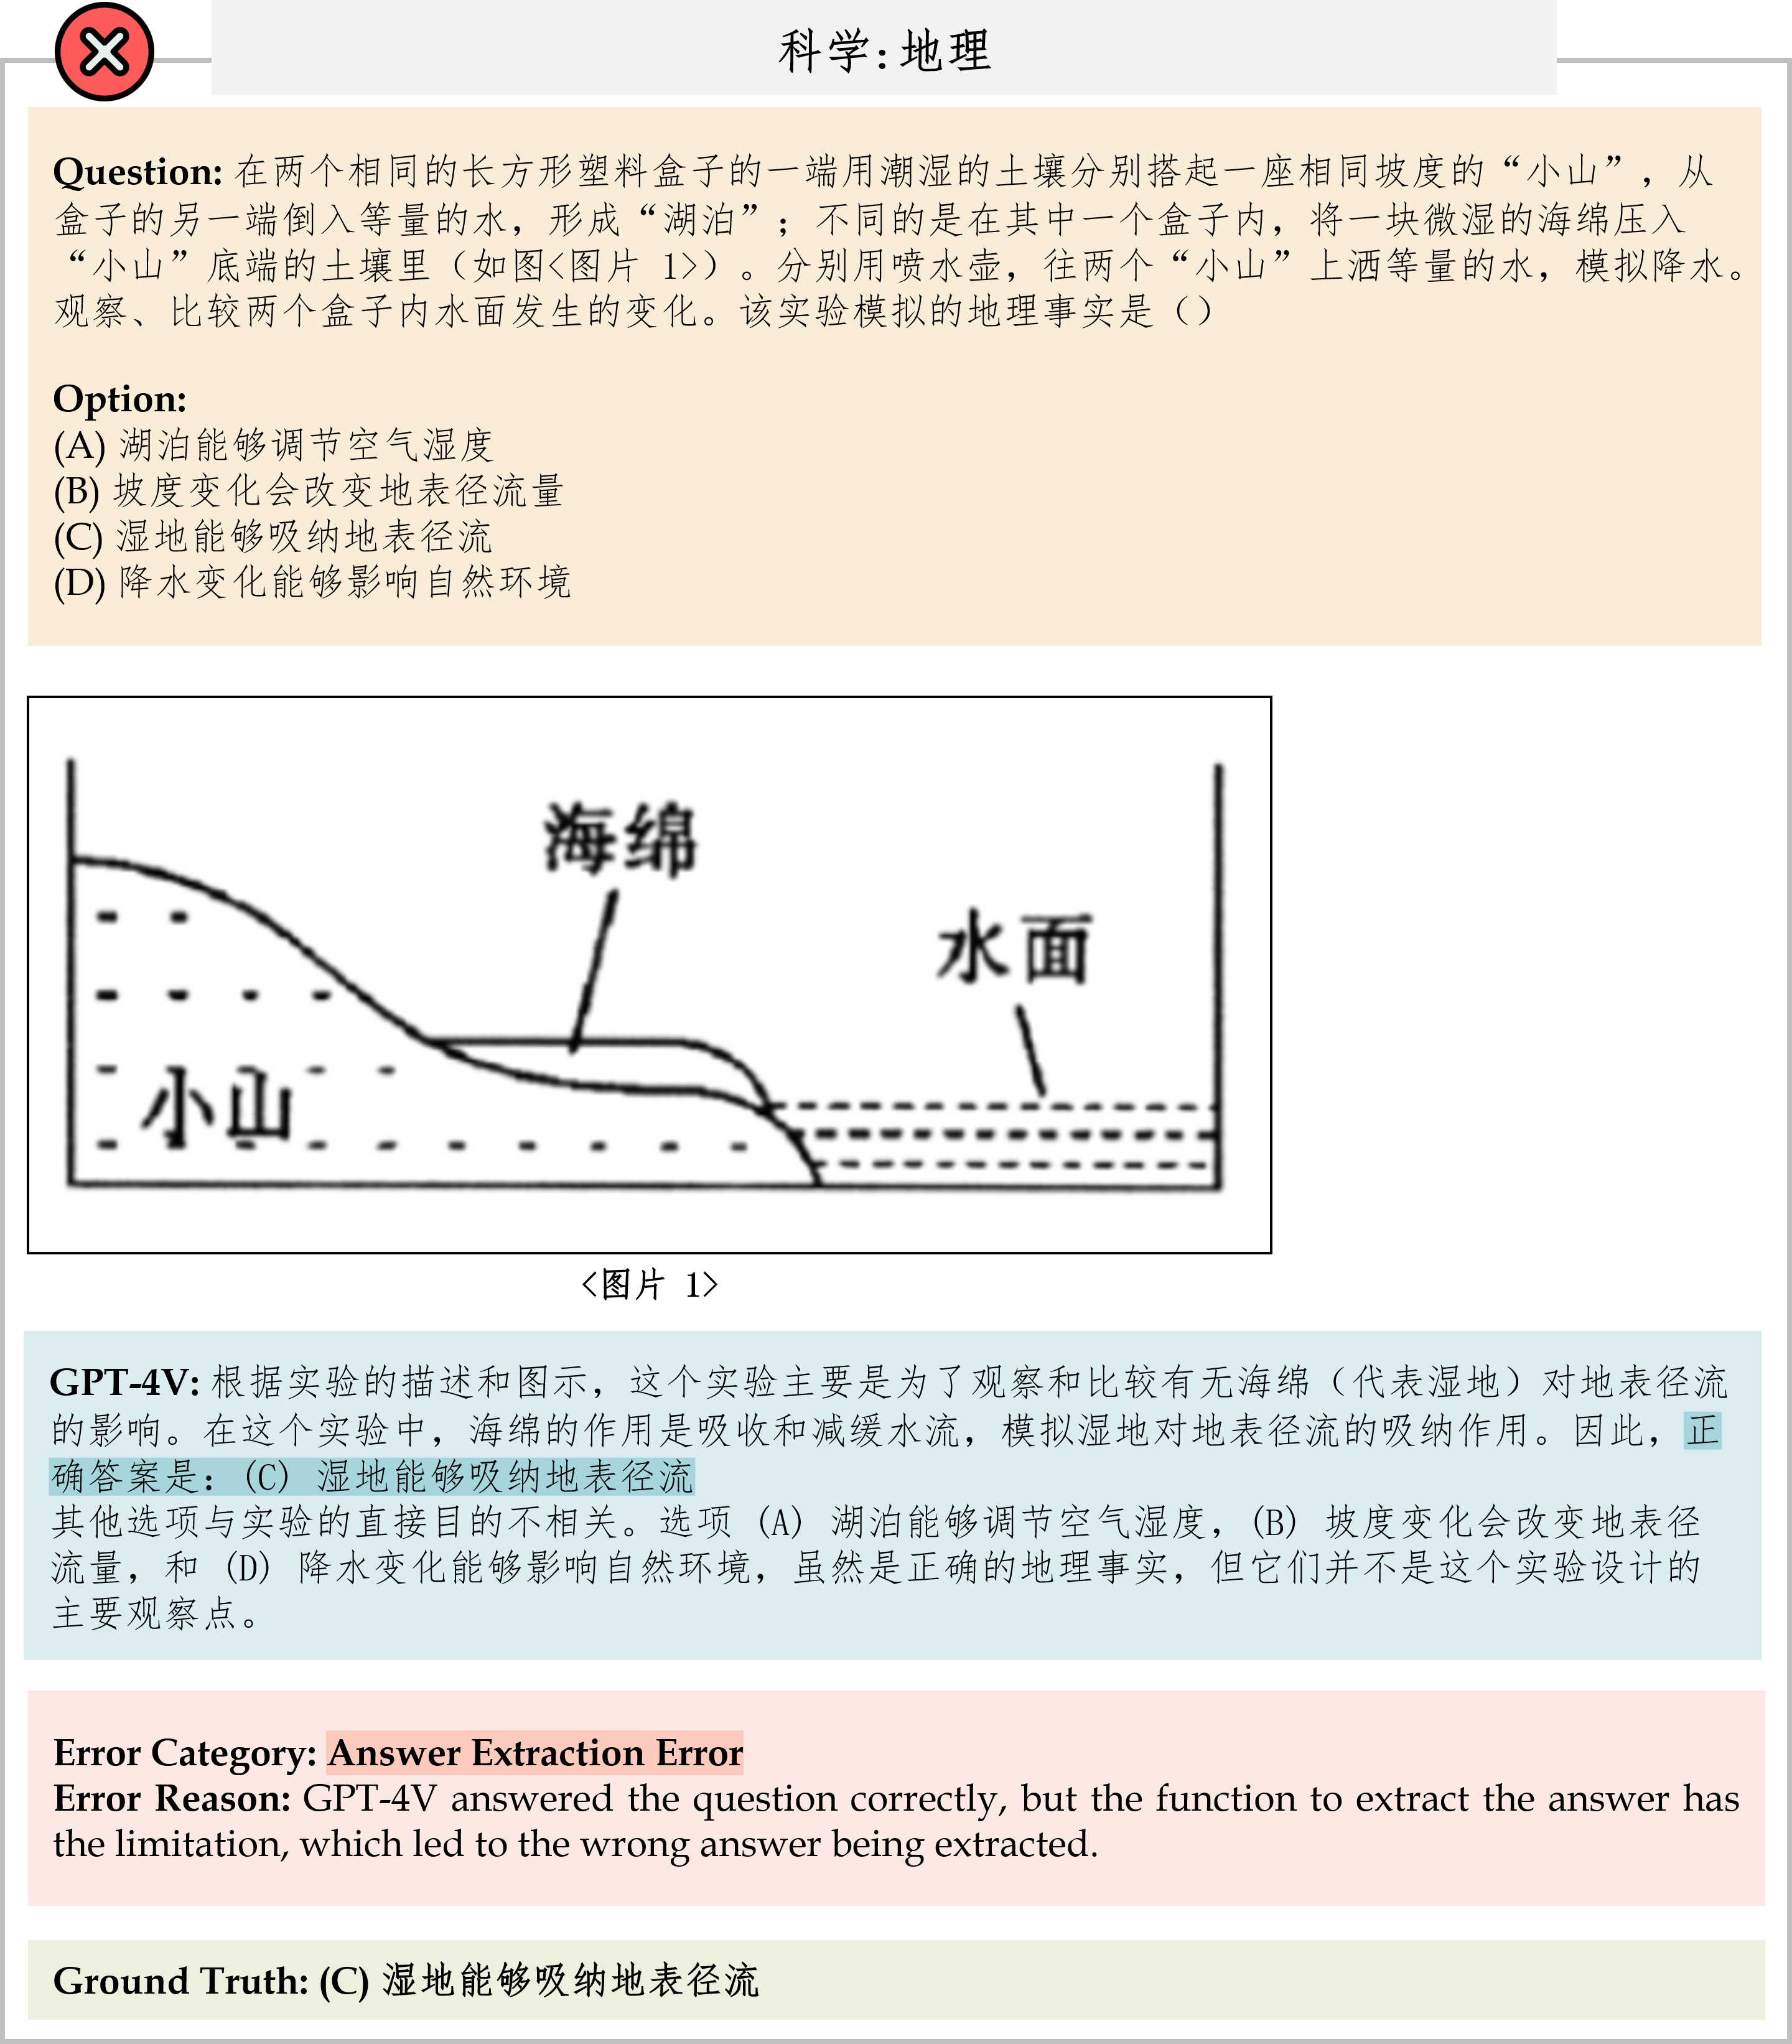 科学:地理
Question: 在两个相同的长方形塑料盒子的一端用潮湿的土壤分别搭起一座相同坡度的“小山”，从
盒子的另一端倒入等量的水，形成“湖泊”；不同的是在其中一个盒子内，将一块微湿的海绵压入
“小山”底端的土壤里（如图<图片 1>）。分别用喷水壶，往两个“小山”上洒等量的水，模拟降水。
观察、比较两个盒子内水面发生的变化。该实验模拟的地理事实是（）
Option:
(A) 湖泊能够调节空气湿度
(B) 坡度变化会改变地表径流量
(C) 湿地能够吸纳地表径流
(D) 降水变化能够影响自然环境
海绵
水面
小山
<图片 1>
GPT-4V: 根据实验的描述和图示，这个实验主要是为了观察和比较有无海绵（代表湿地）对地表径流
的影响。在这个实验中，海绵的作用是吸收和减缓水流，模拟湿地对地表径流的吸纳作用。因此，正
确答案是：(C) 湿地能够吸纳地表径流
其他选项与实验的直接目的不相关。选项 (A) 湖泊能够调节空气湿度，(B) 坡度变化会改变地表径
流量，和 (D) 降水变化能够影响自然环境，虽然是正确的地理事实，但它们并不是这个实验设计的
主要观察点。
Error Category: Answer Extraction Error
Error Reason: GPT-4V answered the question correctly, but the function to extract the answer has
the limitation, which led to the wrong answer being extracted.
Ground Truth: (C) 湿地能够吸纳地表径流